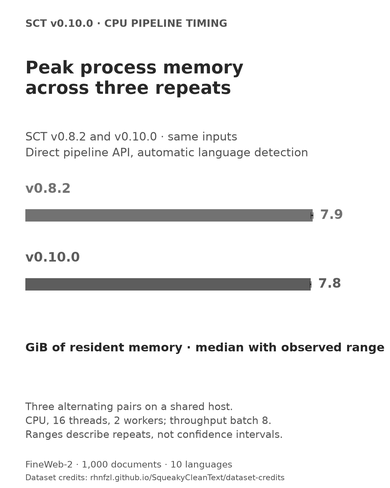 SCT v0.10.0 · CPU PIPELINE TIMING
Peak process memory
across three repeats
SCT v0.8.2 and v0.10.0 · same inputs
Direct pipeline API, automatic language detection
v0.8.2
7.9
v0.10.0
7.8
GiB of resident memory · median with observed range
Three alternating pairs on a shared host.
CPU, 16 threads, 2 workers; throughput batch 8.
Ranges describe repeats, not confidence intervals.
FineWeb-2 · 1,000 documents · 10 languages
Dataset credits: rhnfzl.github.io/SqueakyCleanText/dataset-credits